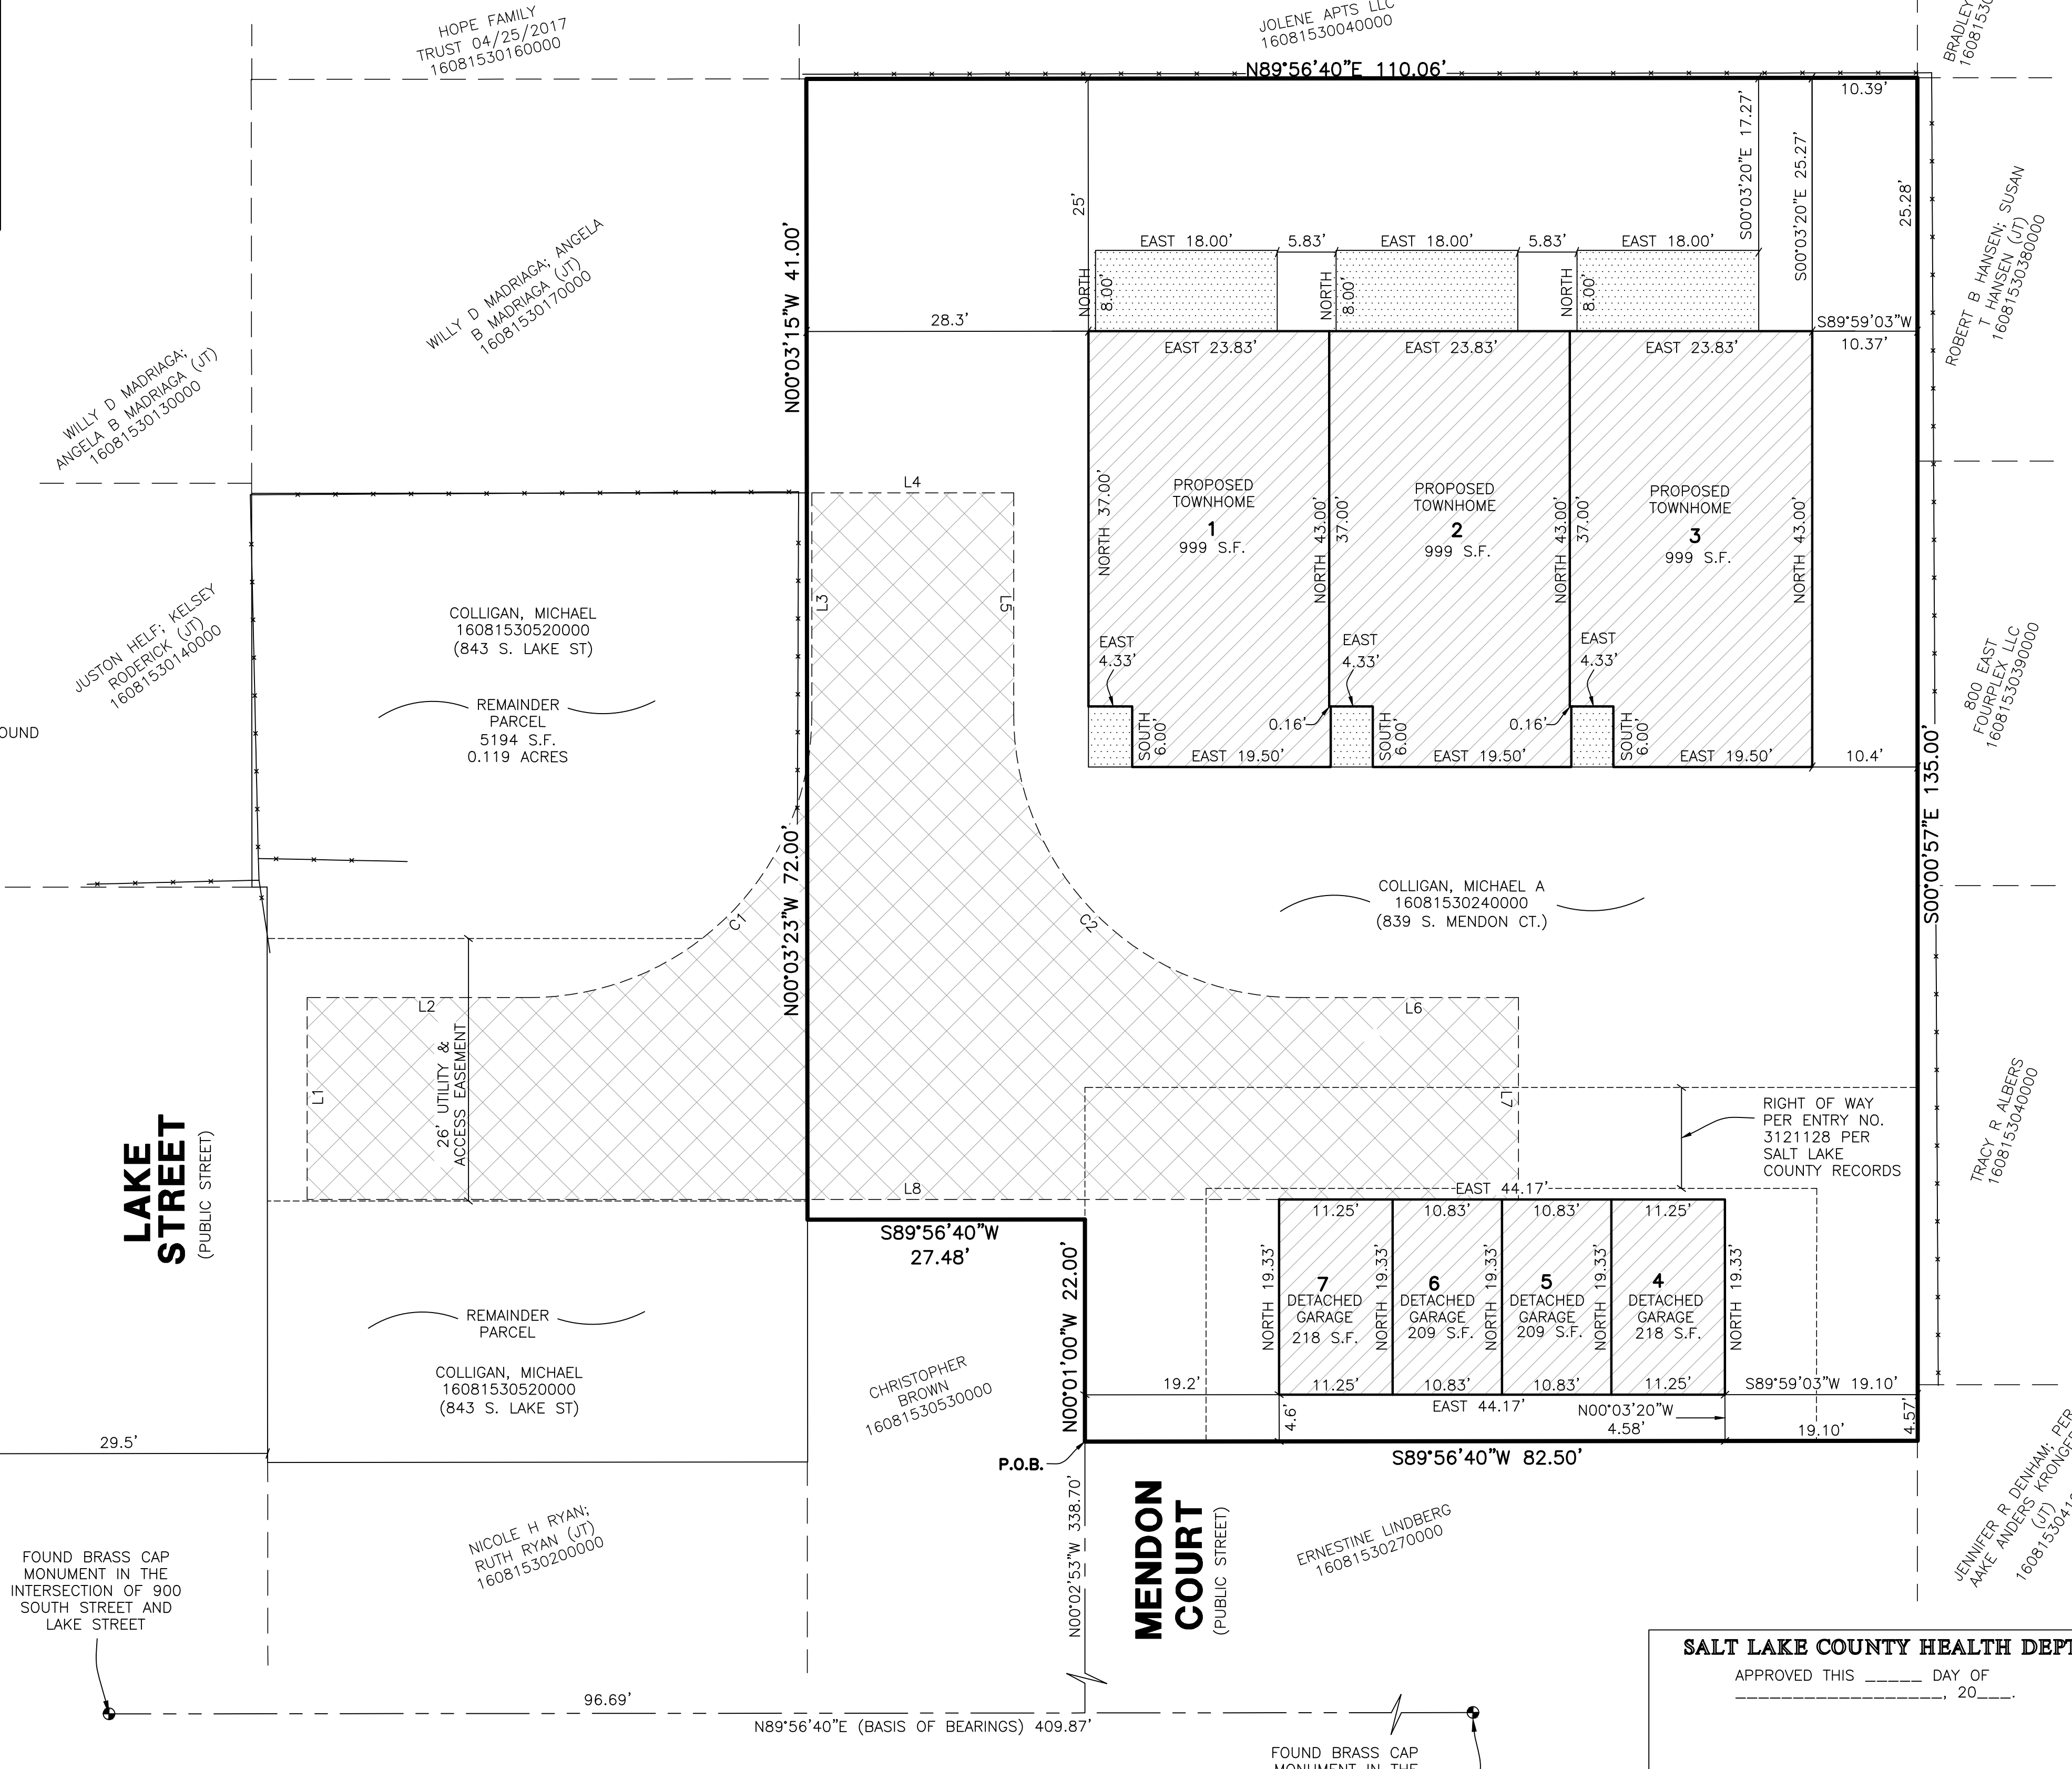 HOPE FAMILY
TRUST 04/25/2017
16081530160000
JOLENE APTS LLC
16081530040000
N89°56'40"E 110.06'
10.39'
S00°03'20"E 17.27'
S00°03'20"E 25.27'
25.28'
25'
N00°03'15"W 41.00'
EAST 18.00'
5.83'
EAST 18.00'
5.83'
EAST 18.00'
NORTH
8.00'
NORTH
8.00'
NORTH
8.00'
28.3'
S89°59'03"W
10.37'
EAST 23.83'
EAST 23.83'
EAST 23.83'
WILLY D MADRIAGA; ANGELA
B MADRIAGA (JT)
16081530170000
WILLY D MADRIAGA;
ANGELA B MADRIAGA (JT)
16081530130000
ROBERT B HANSEN; SUSAN
T HANSEN (JT)
16081530380000
L4
L3
L5
NORTH 37.00'
PROPOSED
TOWNHOME
1
999 S.F.
NORTH 43.00'
37.00'
PROPOSED
TOWNHOME
2
999 S.F.
NORTH 43.00'
37.00'
PROPOSED
TOWNHOME
3
999 S.F.
NORTH 43.00'
EAST
4.33'
EAST
4.33'
EAST
4.33'
0.16'
0.16'
SOUTH
6.00'
SOUTH
6.00'
SOUTH
6.00'
EAST 19.50'
EAST 19.50'
EAST 19.50'
10.4'
JUSTON HELF; KELSEY
RODERICK (JT)
16081530140000
COLLIGAN, MICHAEL
16081530520000
(843 S. LAKE ST)
REMAINDER
PARCEL
5194 S.F.
0.119 ACRES
OUND
800 EAST
FOURPLEX LLC
16081530390000
S00°00'57"E 135.00'
N00°03'23"W 72.00'
C1
C2
COLLIGAN, MICHAEL A
16081530240000
(839 S. MENDON CT.)
L2
L6
L1
L7
L8
26' UTILITY &
ACCESS EASEMENT
RIGHT OF WAY
PER ENTRY NO.
3121128 PER
SALT LAKE
COUNTY RECORDS
TRACY R ALBERS
16081530400000
LAKE
STREET
(PUBLIC STREET)
S89°56'40"W
27.48'
N00°01'00"W 22.00'
EAST 44.17'
11.25'
10.83'
10.83'
11.25'
NORTH 19.33'
7
DETACHED
GARAGE
218 S.F.
NORTH 19.33'
6
DETACHED
GARAGE
209 S.F.
NORTH 19.33'
5
DETACHED
GARAGE
209 S.F.
NORTH 19.33'
4
DETACHED
GARAGE
218 S.F.
NORTH 19.33'
19.2'
11.25'
10.83'
10.83'
11.25'
S89°59'03"W 19.10'
EAST 44.17'
N00°03'20"W
4.58'
4.6'
19.10'
4.57'
S89°56'40"W 82.50'
REMAINDER
PARCEL
COLLIGAN, MICHAEL
16081530520000
(843 S. LAKE ST)
CHRISTOPHER
BROWN
16081530530000
29.5'
P.O.B.
N00°02'53"W 338.70'
MENDON
COURT
(PUBLIC STREET)
NICOLE H RYAN;
RUTH RYAN (JT)
16081530200000
ERNESTINE LINDBERG
16081530270000
JENNIFER R DENHAM; PER
AAKE ANDERS
(JT)
FOUND BRASS CAP
MONUMENT IN THE
INTERSECTION OF 900
SOUTH STREET AND
LAKE STREET
96.69'
N89°56'40"E (BASIS OF BEARINGS) 409.87'
FOUND BRASS CAP
MONUMENT IN THE
SALT LAKE COUNTY HEALTH DEPT
APPROVED THIS _____ DAY OF
__________________, 20___.